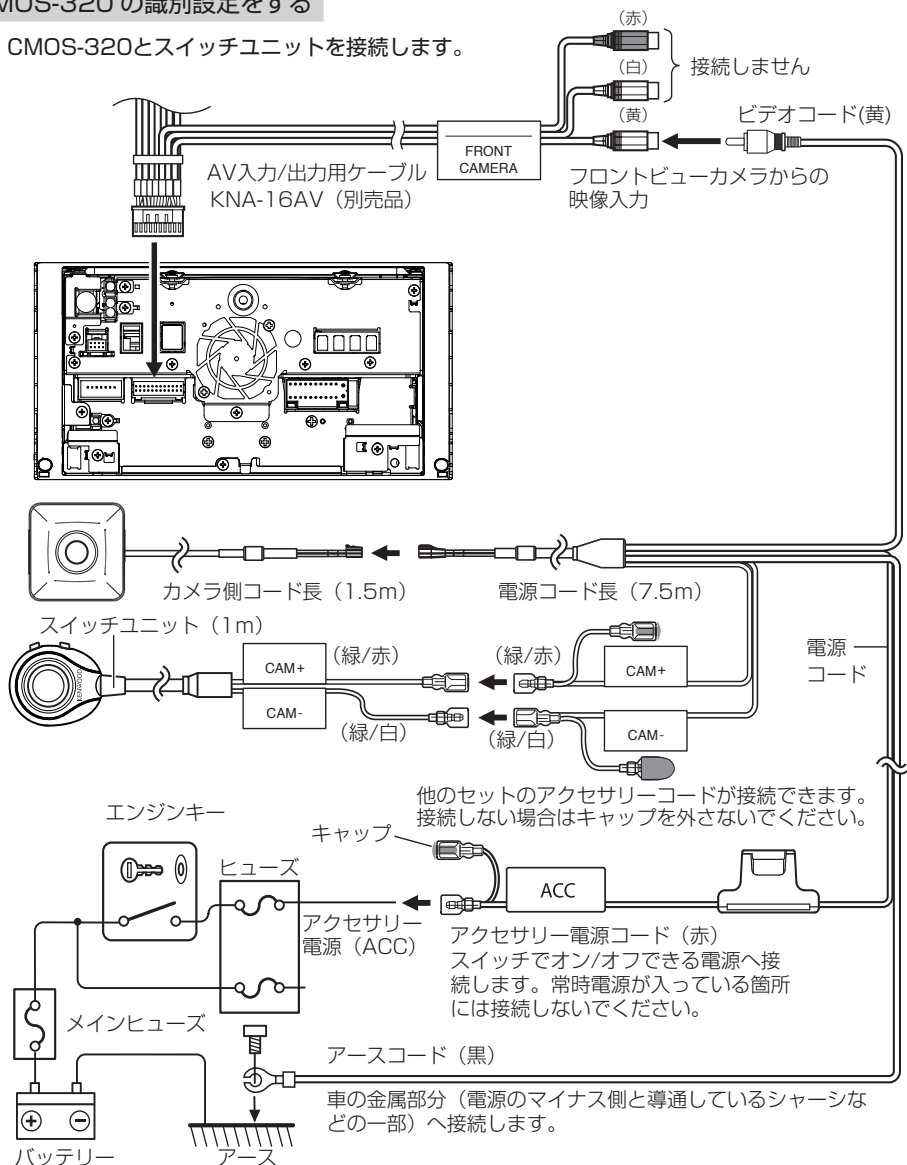 MOS-320 の識別設定をする
CMOS-320とスイッチユニットを接続します。
(赤)
(白)
接続しません
(黄)
ビデオコード(黄)
FRONT
CAMERA
AV入力/出力用ケーブル
KNA-16AV（別売品）
フロントビューカメラからの
映像入力
カメラ側コード長（1.5m）
電源コード長（7.5m）
スイッチユニット（1m）
KENWOOD
CAM+
（緑/赤）
（緑/赤）
CAM+
電源
コード
CAM-
（緑/白）
（緑/白）
CAM-
他のセットのアクセサリーコードが接続できます。
接続しない場合はキャップを外さないでください。
エンジンキー
キャップ
ヒューズ
ACC
アクセサリー
電源（ACC）
アクセサリー電源コード（赤）
スイッチでオン/オフできる電源へ接
続します。常時電源が入っている箇所
には接続しないでください。
メインヒューズ
アースコード（黒）
車の金属部分（電源のマイナス側と導通しているシャーシな
どの一部）へ接続します。
バッテリー
アース